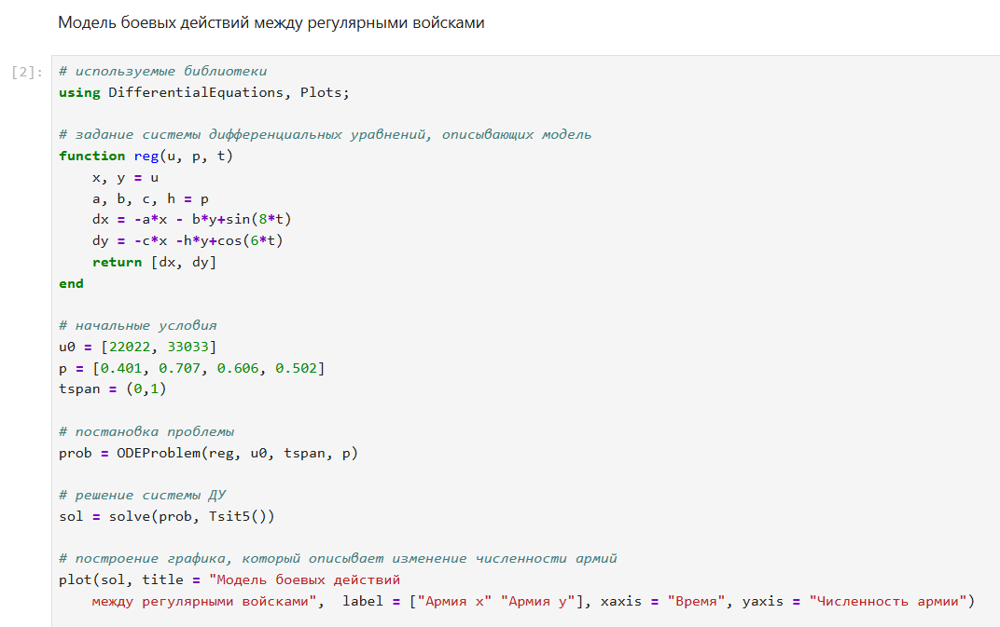 Модель боевых действий между регулярными войсками
[2]:
# используемые библиотеки
using DifferentialEquations, Plots;
# задание системы дифференциальных уравнений, описывающих модель
function reg(u, p, t)
    x, y = u
    a, b, c, h = p
    dx = -a*x - b*y+sin(8*t)
    dy = -c*x -h*y+cos(6*t)
    return [dx, dy]
end
# начальные условия
u0 = [22022, 33033]
p = [0.401, 0.707, 0.606, 0.502]
tspan = (0,1)
# постановка проблемы
prob = ODEProblem(reg, u0, tspan, p)
# решение системы ДУ
sol = solve(prob, Tsit5())
# построение графика, который описывает изменение численности армий
plot(sol, title = "Модель боевых действий
    между регулярными войсками",  label = ["Армия x" "Армия y"], xaxis = "Время", yaxis = "Численность армии")